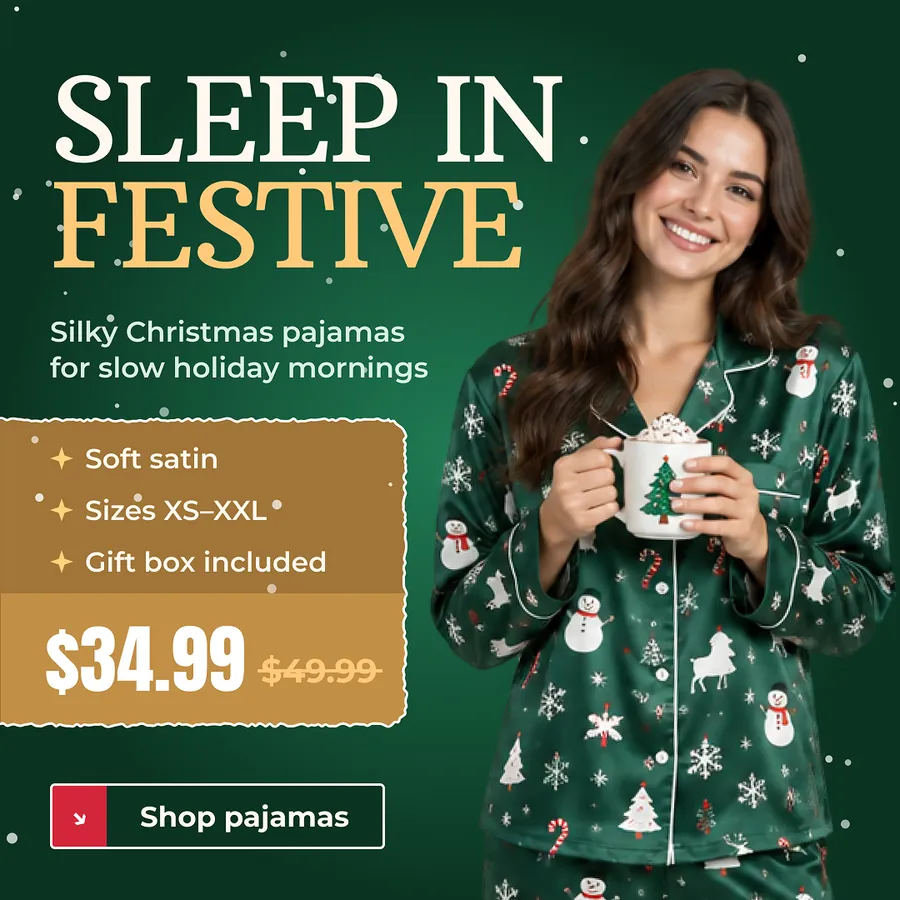 SLEEP IN
FESTIVE
Silky Christmas pajamas
for slow holiday mornings
Soft satin
Sizes XS–XXL
Gift box included
$34.99 $49.99
Shop pajamas